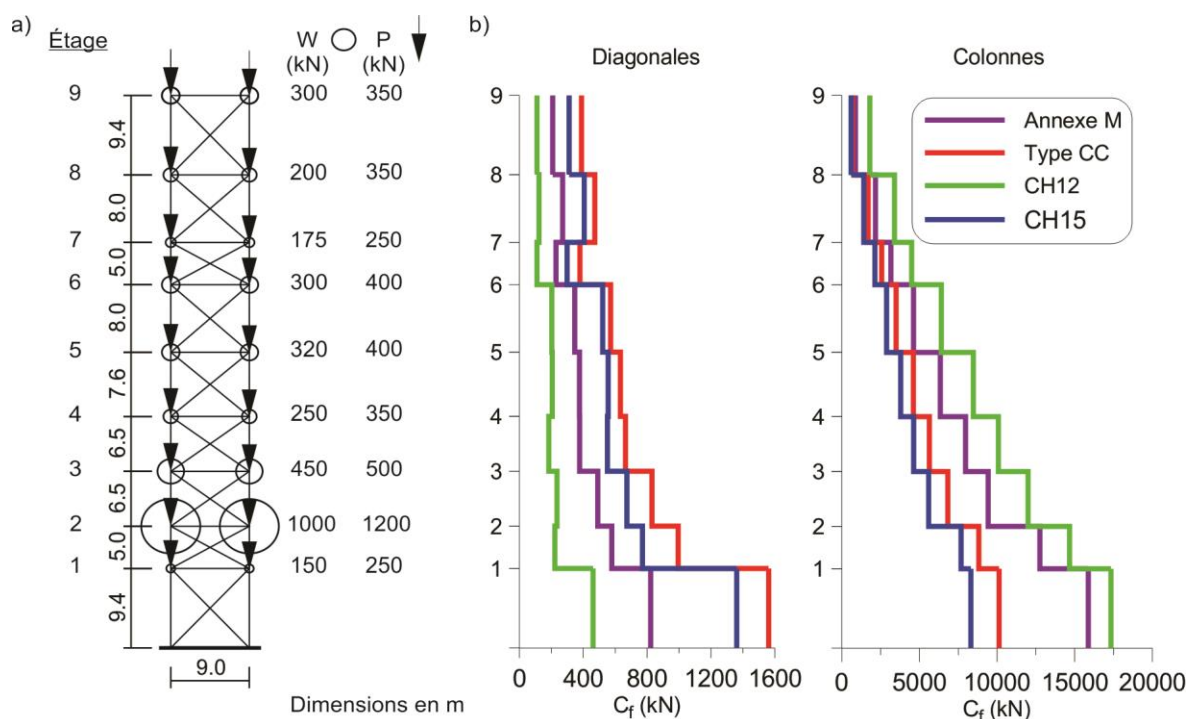 a)
Étage
W P
(kN) (kN)
9 300 350
9.4
8 200 350
8.0
7 175 250
5.0
6 300 400
8.0
5 320 400
7.6
4 250 350
6.5
3 450 500
6.5
2 1000 1200
5.0
1 150 250
9.4
9.0
Dimensions en m
b)
Diagonales
9
8
7
6
5
4
3
2
1
0 400 800 1200 1600
Cf (kN)
Colonnes
9
8
7
6
5
4
3
2
1
Annexe M
Type CC
CH12
CH15
0 5000 10000 15000 20000
Cf (kN)